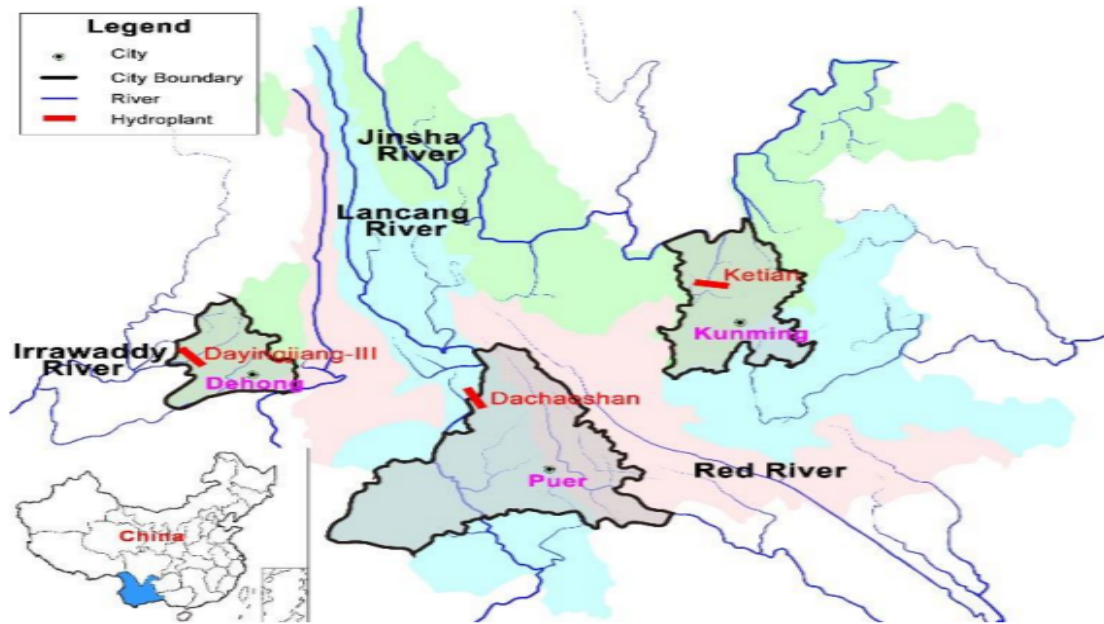 Legend
City
City Boundary
River
Hydroplant
Jinsha
River
Lancang
River
Ketian
Kunming
Irrawaddy
River
Dayingjiang-III
Dehong
Dachaoshan
Red River
Puer
China